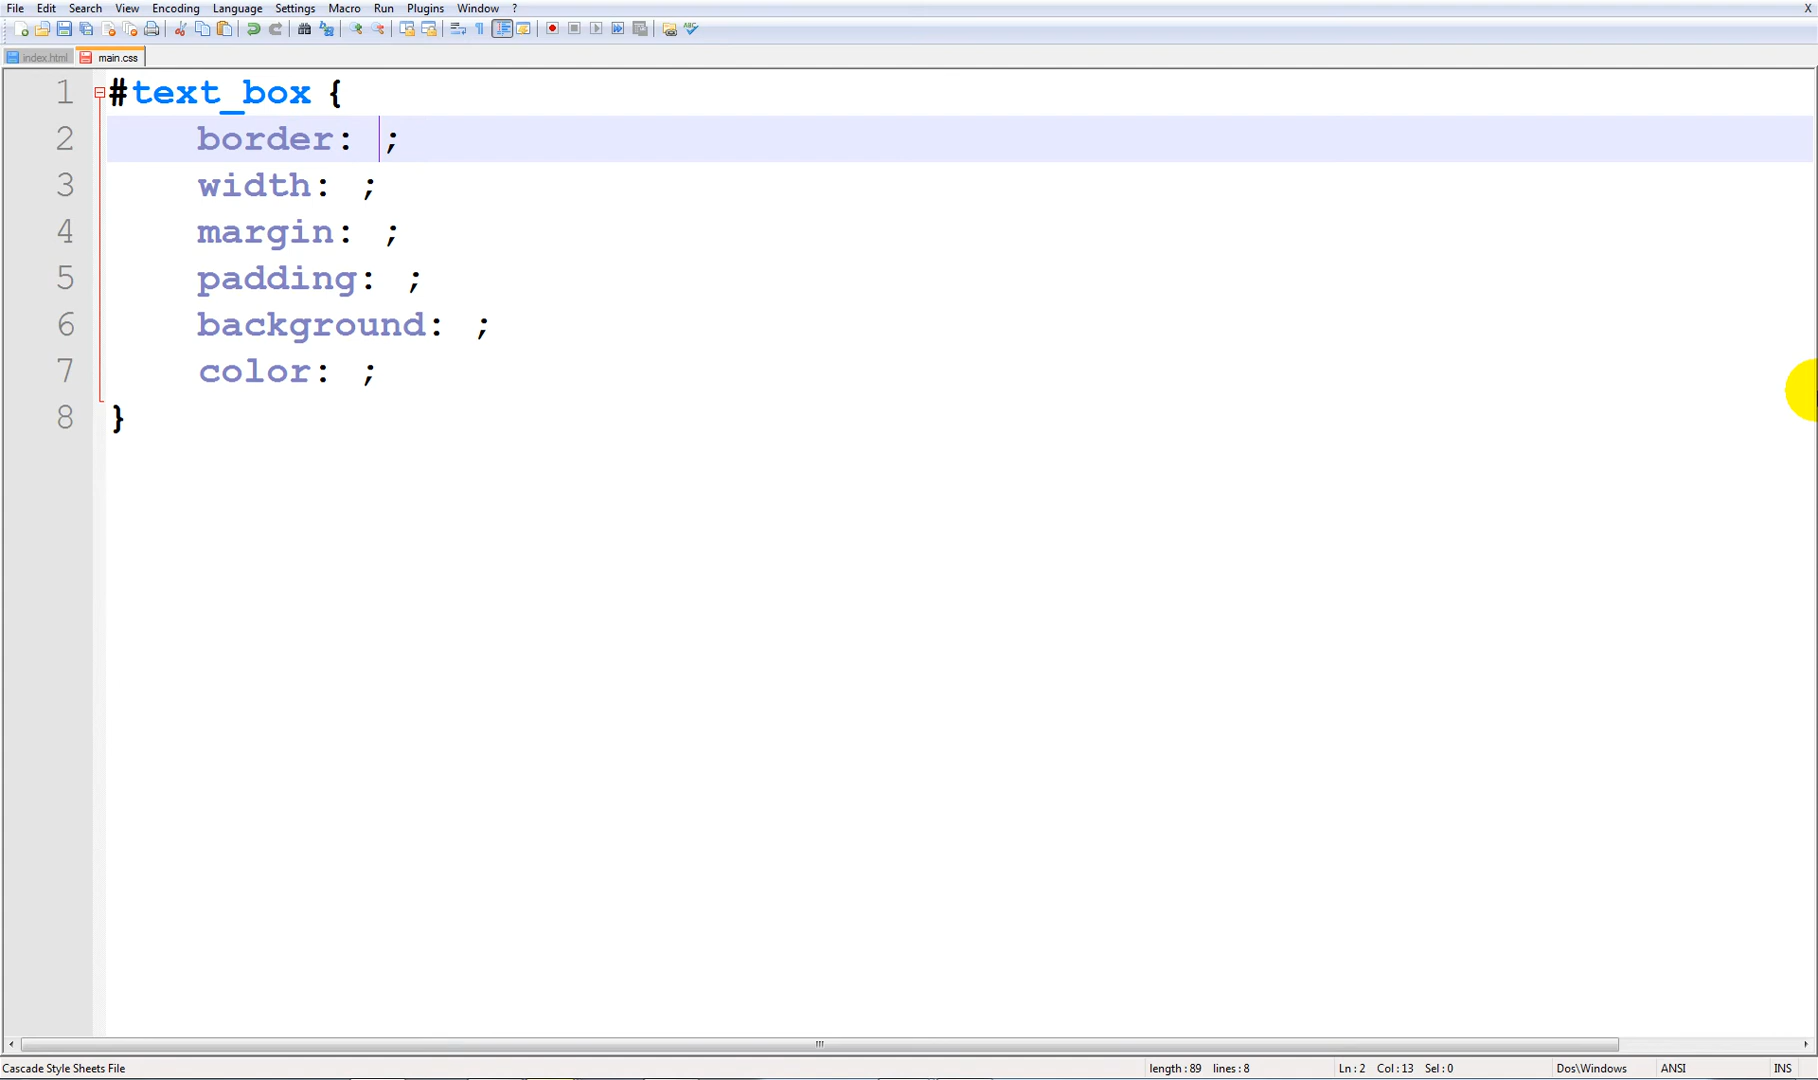 File Edit Search View Encoding Language Settings Macro Run Plugins Window ? X
index.html main.css
1 #text_box {
2 border: ;
3 width: ;
4 margin: ;
5 padding: ;
6 background: ;
7 color: ;
8 }
Cascade Style Sheets File length : 89 lines : 8 Ln : 2 Col : 13 Sel : 0 Dos\Windows ANSI INS